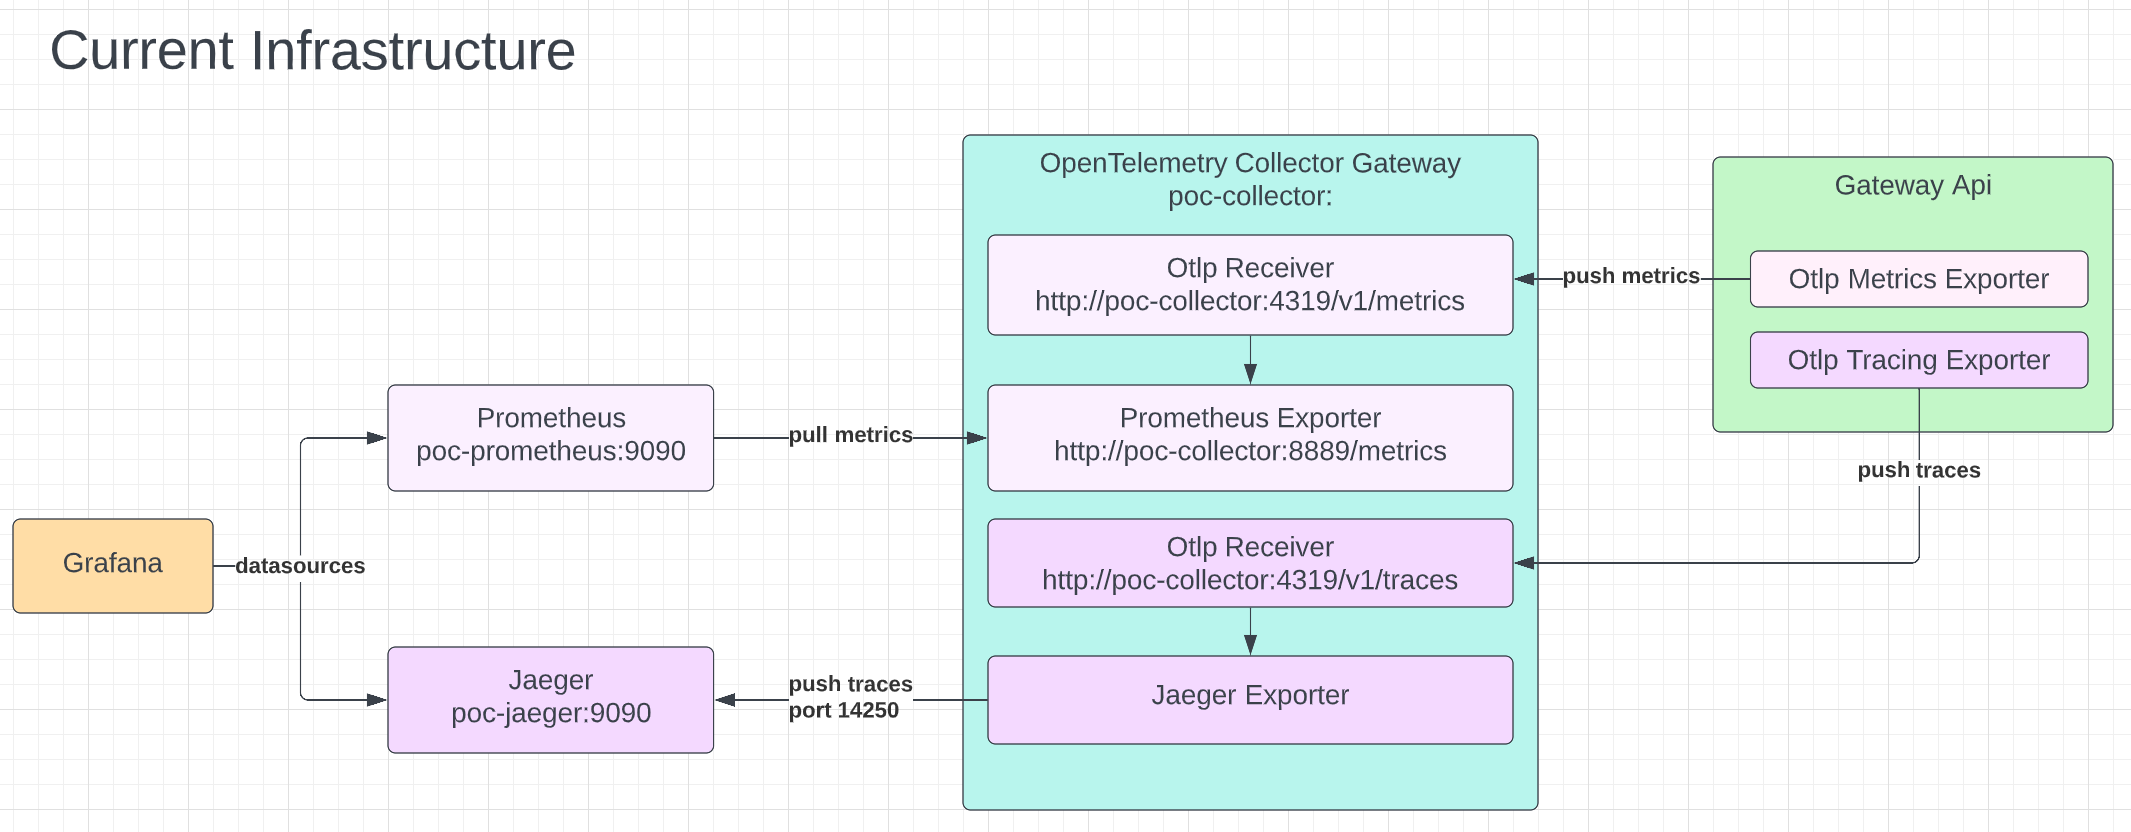 Current Infrastructure
OpenTelemetry Collector Gateway
poc-collector:
Otlp Receiver
http://poc-collector:4319/v1/metrics
Prometheus Exporter
http://poc-collector:8889/metrics
Otlp Receiver
http://poc-collector:4319/v1/traces
Jaeger Exporter
Gateway Api
Otlp Metrics Exporter
Otlp Tracing Exporter
push metrics
push traces
pull metrics
push traces
port 14250
Prometheus
poc-prometheus:9090
Jaeger
poc-jaeger:9090
datasources
Grafana